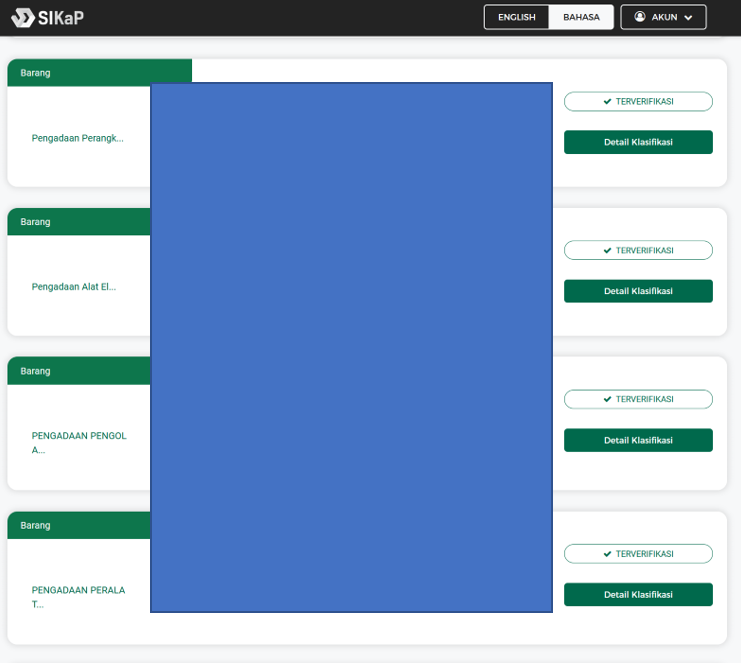 SIKaP
ENGLISH
BAHASA
AKUN
Barang
TERVERIFIKASI
Pengadaan Perangk...
Detail Klasifikasi
Barang
TERVERIFIKASI
Pengadaan Alat El...
Detail Klasifikasi
Barang
TERVERIFIKASI
PENGADAAN PENGOL
A...
Detail Klasifikasi
Barang
TERVERIFIKASI
PENGADAAN PERALA
T...
Detail Klasifikasi